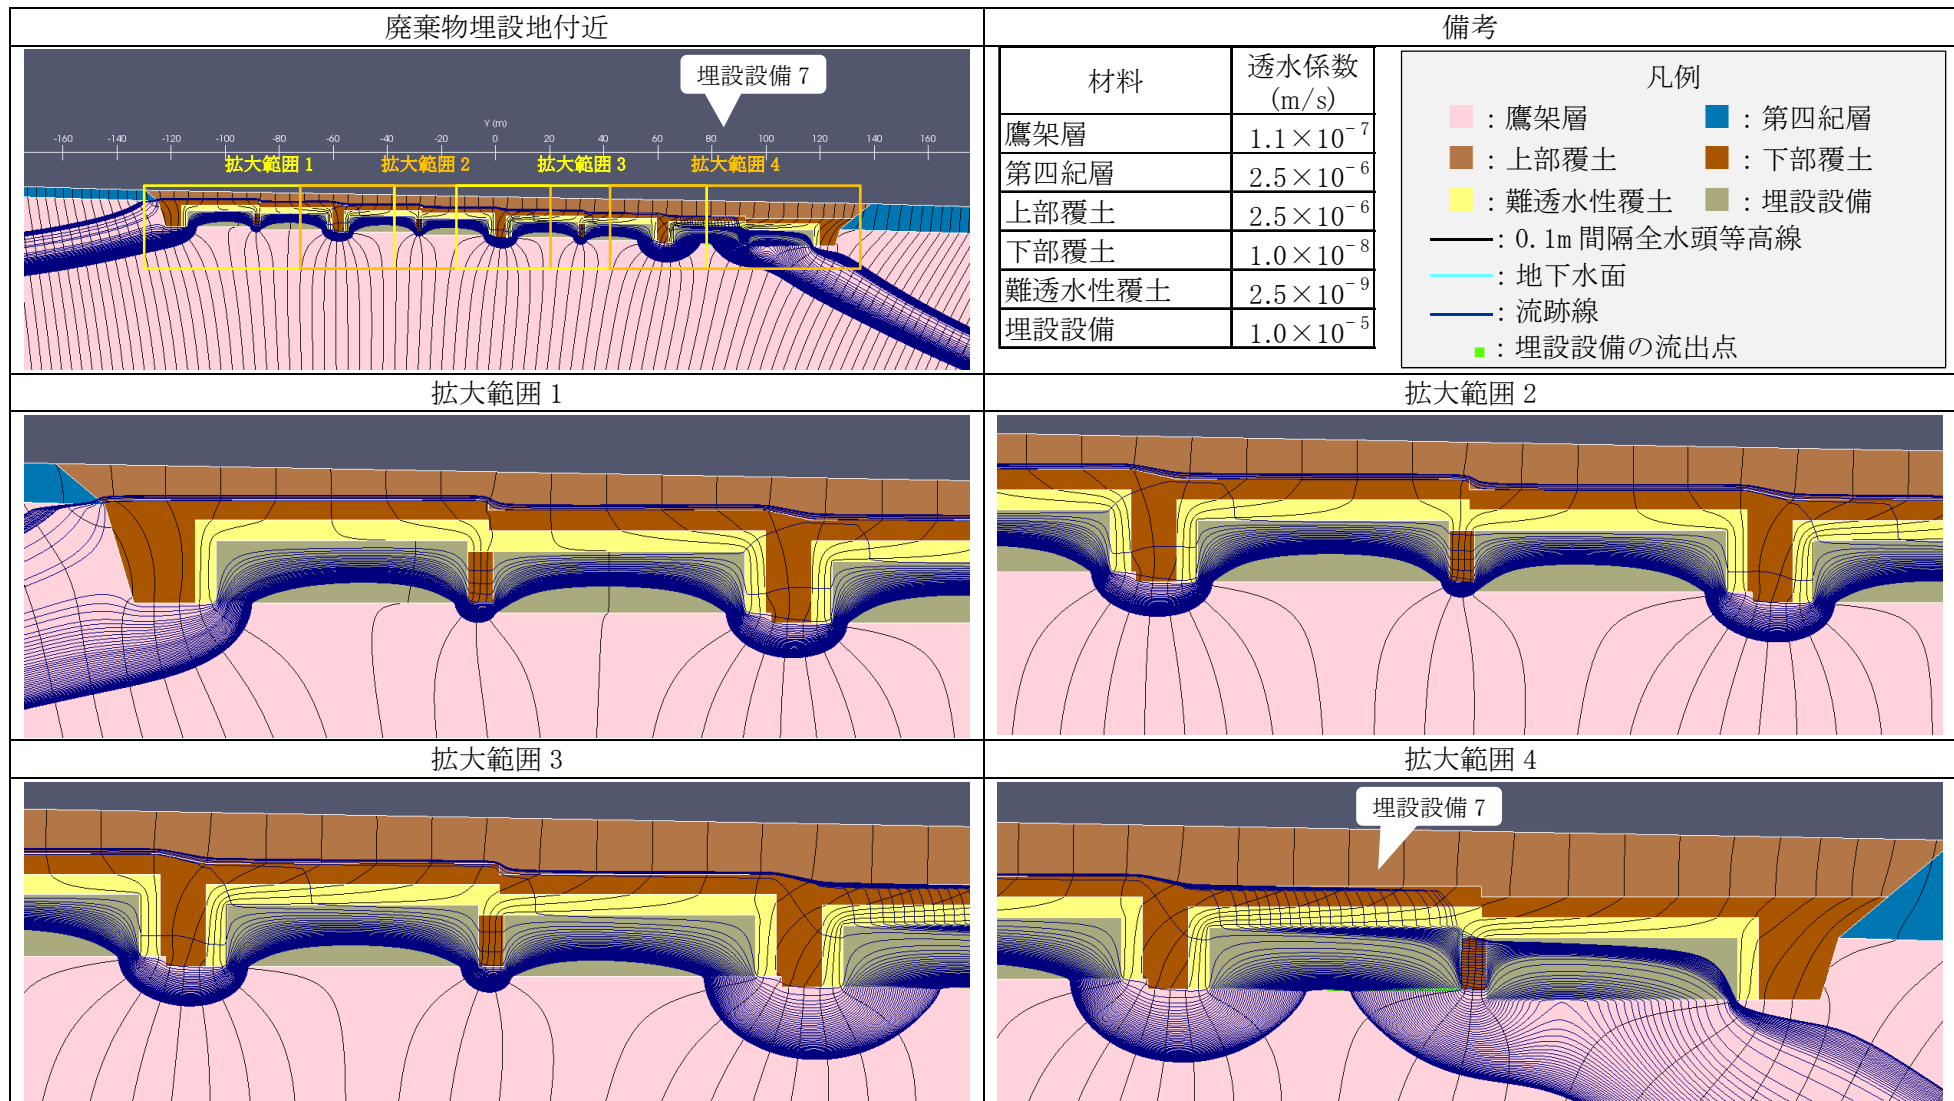 廃棄物埋設地付近
備考
埋設設備 7
Y (m)
-160 -140 -120 -100 -80 -60 -40 -20 0 20 40 60 80 100 120 140 160
拡大範囲 1 拡大範囲 2 拡大範囲 3 拡大範囲 4
材料 透水係数 (m/s)
鷹架層 1.1×10⁻⁷
第四紀層 2.5×10⁻⁶
上部覆土 2.5×10⁻⁶
下部覆土 1.0×10⁻⁸
難透水性覆土 2.5×10⁻⁹
埋設設備 1.0×10⁻⁵
凡例
：鷹架層 ：第四紀層
：上部覆土 ：下部覆土
：難透水性覆土 ：埋設設備
：0.1m 間隔全水頭等高線
：地下水面
：流跡線
：埋設設備の流出点
拡大範囲 1
拡大範囲 2
拡大範囲 3
拡大範囲 4
埋設設備 7